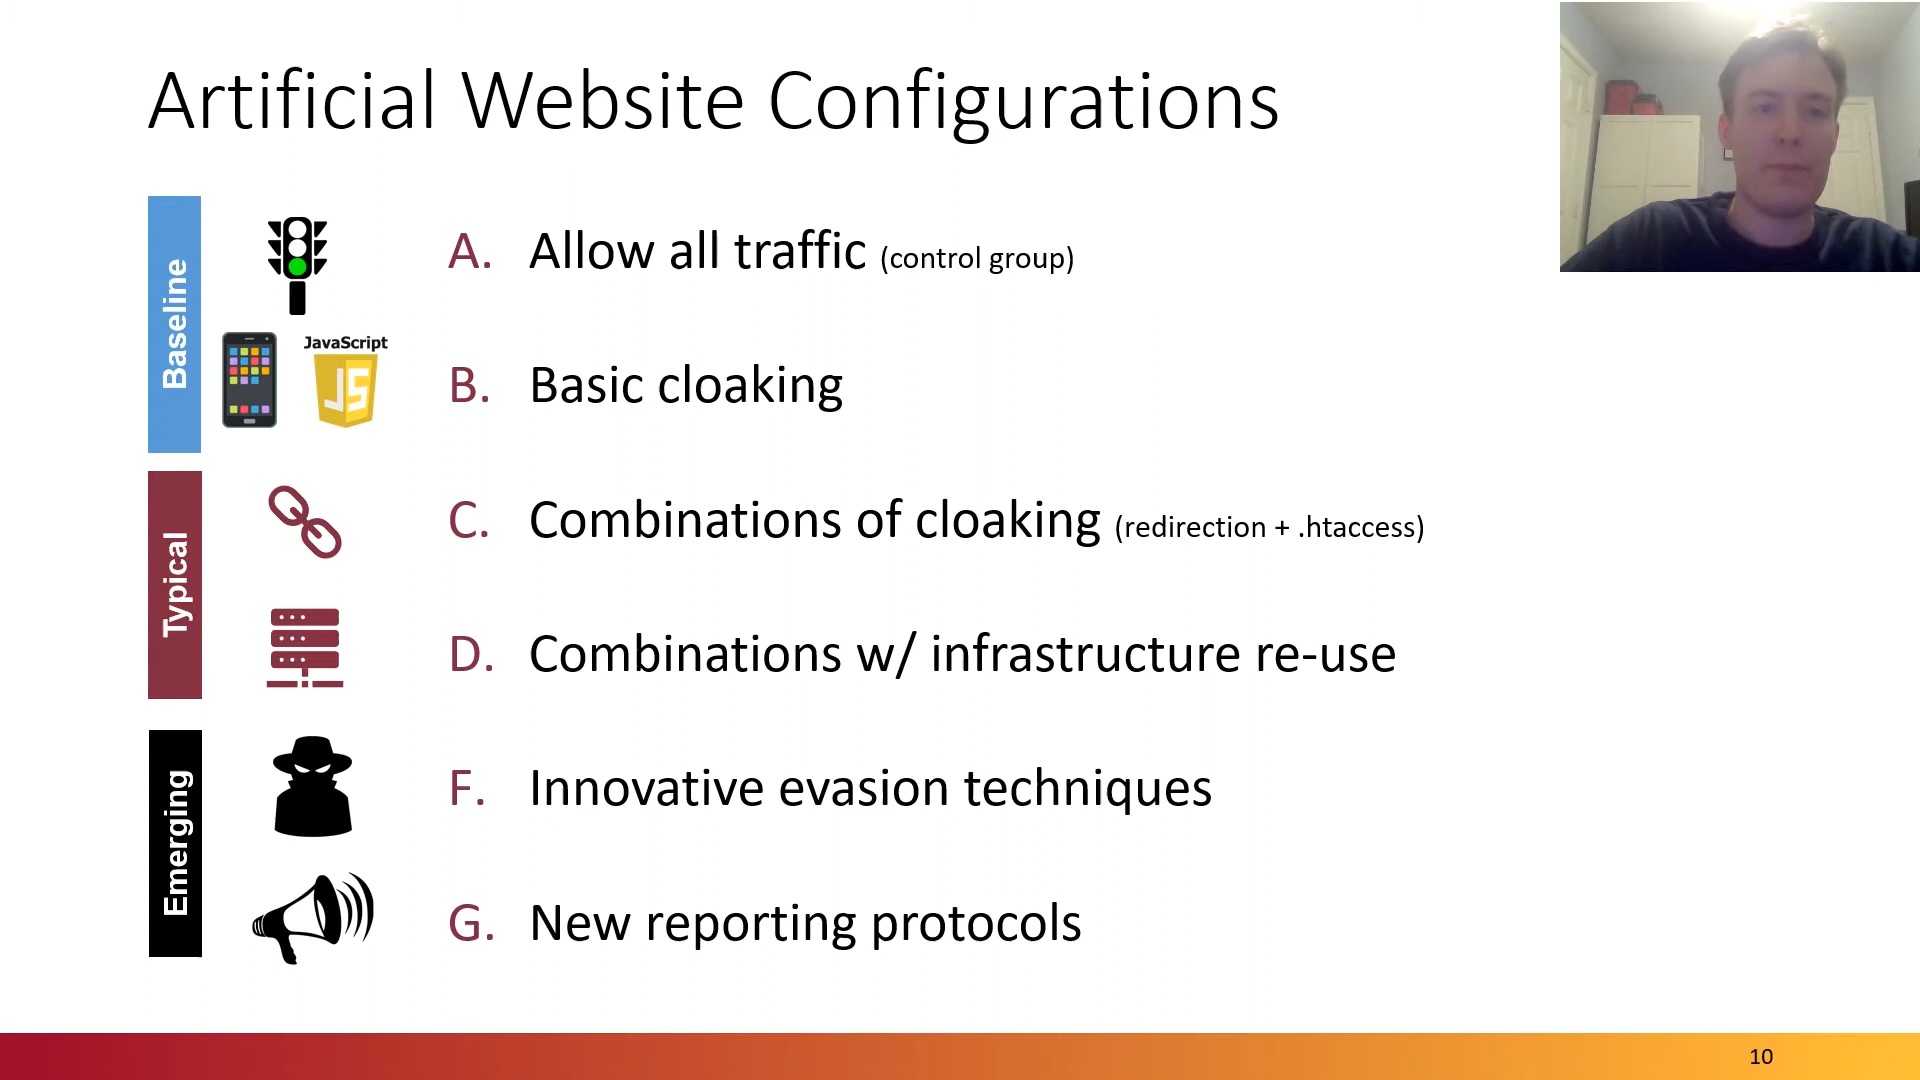 Artificial Website Configurations
Baseline
A. Allow all traffic (control group)
JavaScript
JS
B. Basic cloaking
Typical
C. Combinations of cloaking (redirection + .htaccess)
D. Combinations w/ infrastructure re-use
Emerging
F. Innovative evasion techniques
G. New reporting protocols
10